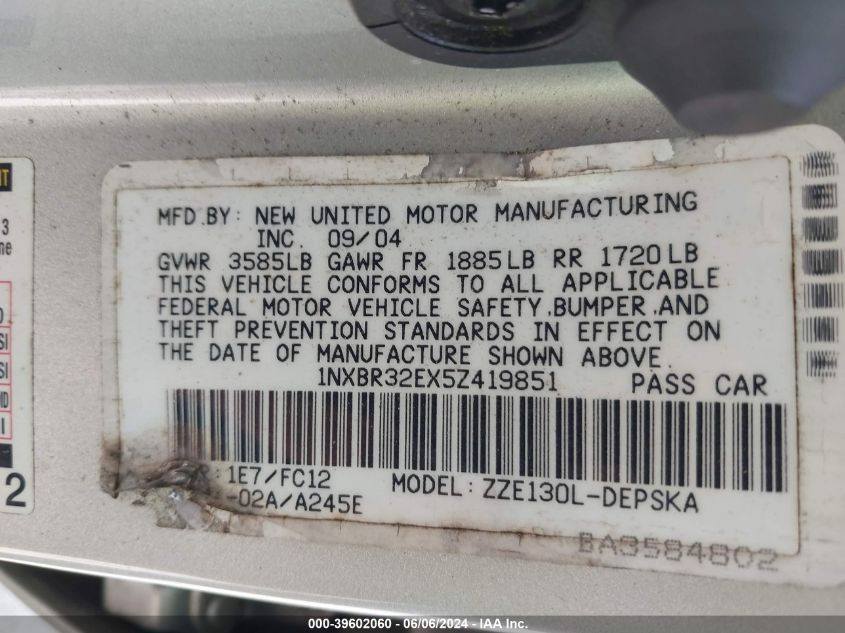 MFD.BY: NEW UNITED MOTOR MANUFACTURING
INC. 09/04
GVWR 3585LB GAWR FR 1885LB RR 1720LB
THIS VEHICLE CONFORMS TO ALL APPLICABLE
FEDERAL MOTOR VEHICLE SAFETY,BUMPER,AND
THEFT PREVENTION STANDARDS IN EFFECT ON
THE DATE OF MANUFACTURE SHOWN ABOVE.
1NXBR32EX5Z419851 PASS CAR
: 1E7/FC12 MODEL: ZZE130L-DEPSKA
-02A/A245E
BA3584802
3
2
000-39602060 - 06/06/2024 - IAA Inc.